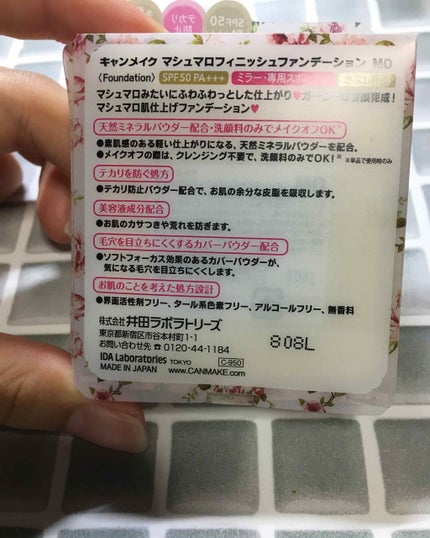 テカリ
防止
SPF50
キャンメイク マシュマロフィニッシュファンデーション MO
(Foundation) SPF50 PA+++ ミラー・専用スポンジ
マシュマロみたいにふわふわっとした仕上がり♥ 完成!
マシュマロ肌仕上げファンデーション♥
天然ミネラルパウダー配合・洗顔料のみでメイクオフOK※
●素肌感のある軽い仕上がりになる、天然ミネラルパウダーを配合。
●メイクオフの際は、クレンジング不要で、洗顔料のみでOK!※ ※単品で使用時のみ
テカリを防ぐ処方
●テカリ防止パウダー配合で、お肌の余分な皮脂を吸収します。
美容液成分配合
●お肌のカサつきや荒れを防ぎます。
毛穴を目立ちにくくするカバーパウダー配合
●ソフトフォーカス効果のあるカバーパウダーが、
気になる毛穴を目立ちにくくします。
お肌のことを考えた処方設計
●界面活性剤フリー、タール系色素フリー、アルコールフリー、無香料
株式会社 井田ラボラトリーズ
東京都新宿区市谷本村町1-1
お問い合わせ先 ☎ 0120-44-1184
IDA Laboratories TOKYO C-950
MADE IN JAPAN www.CANMAKE.com
808L